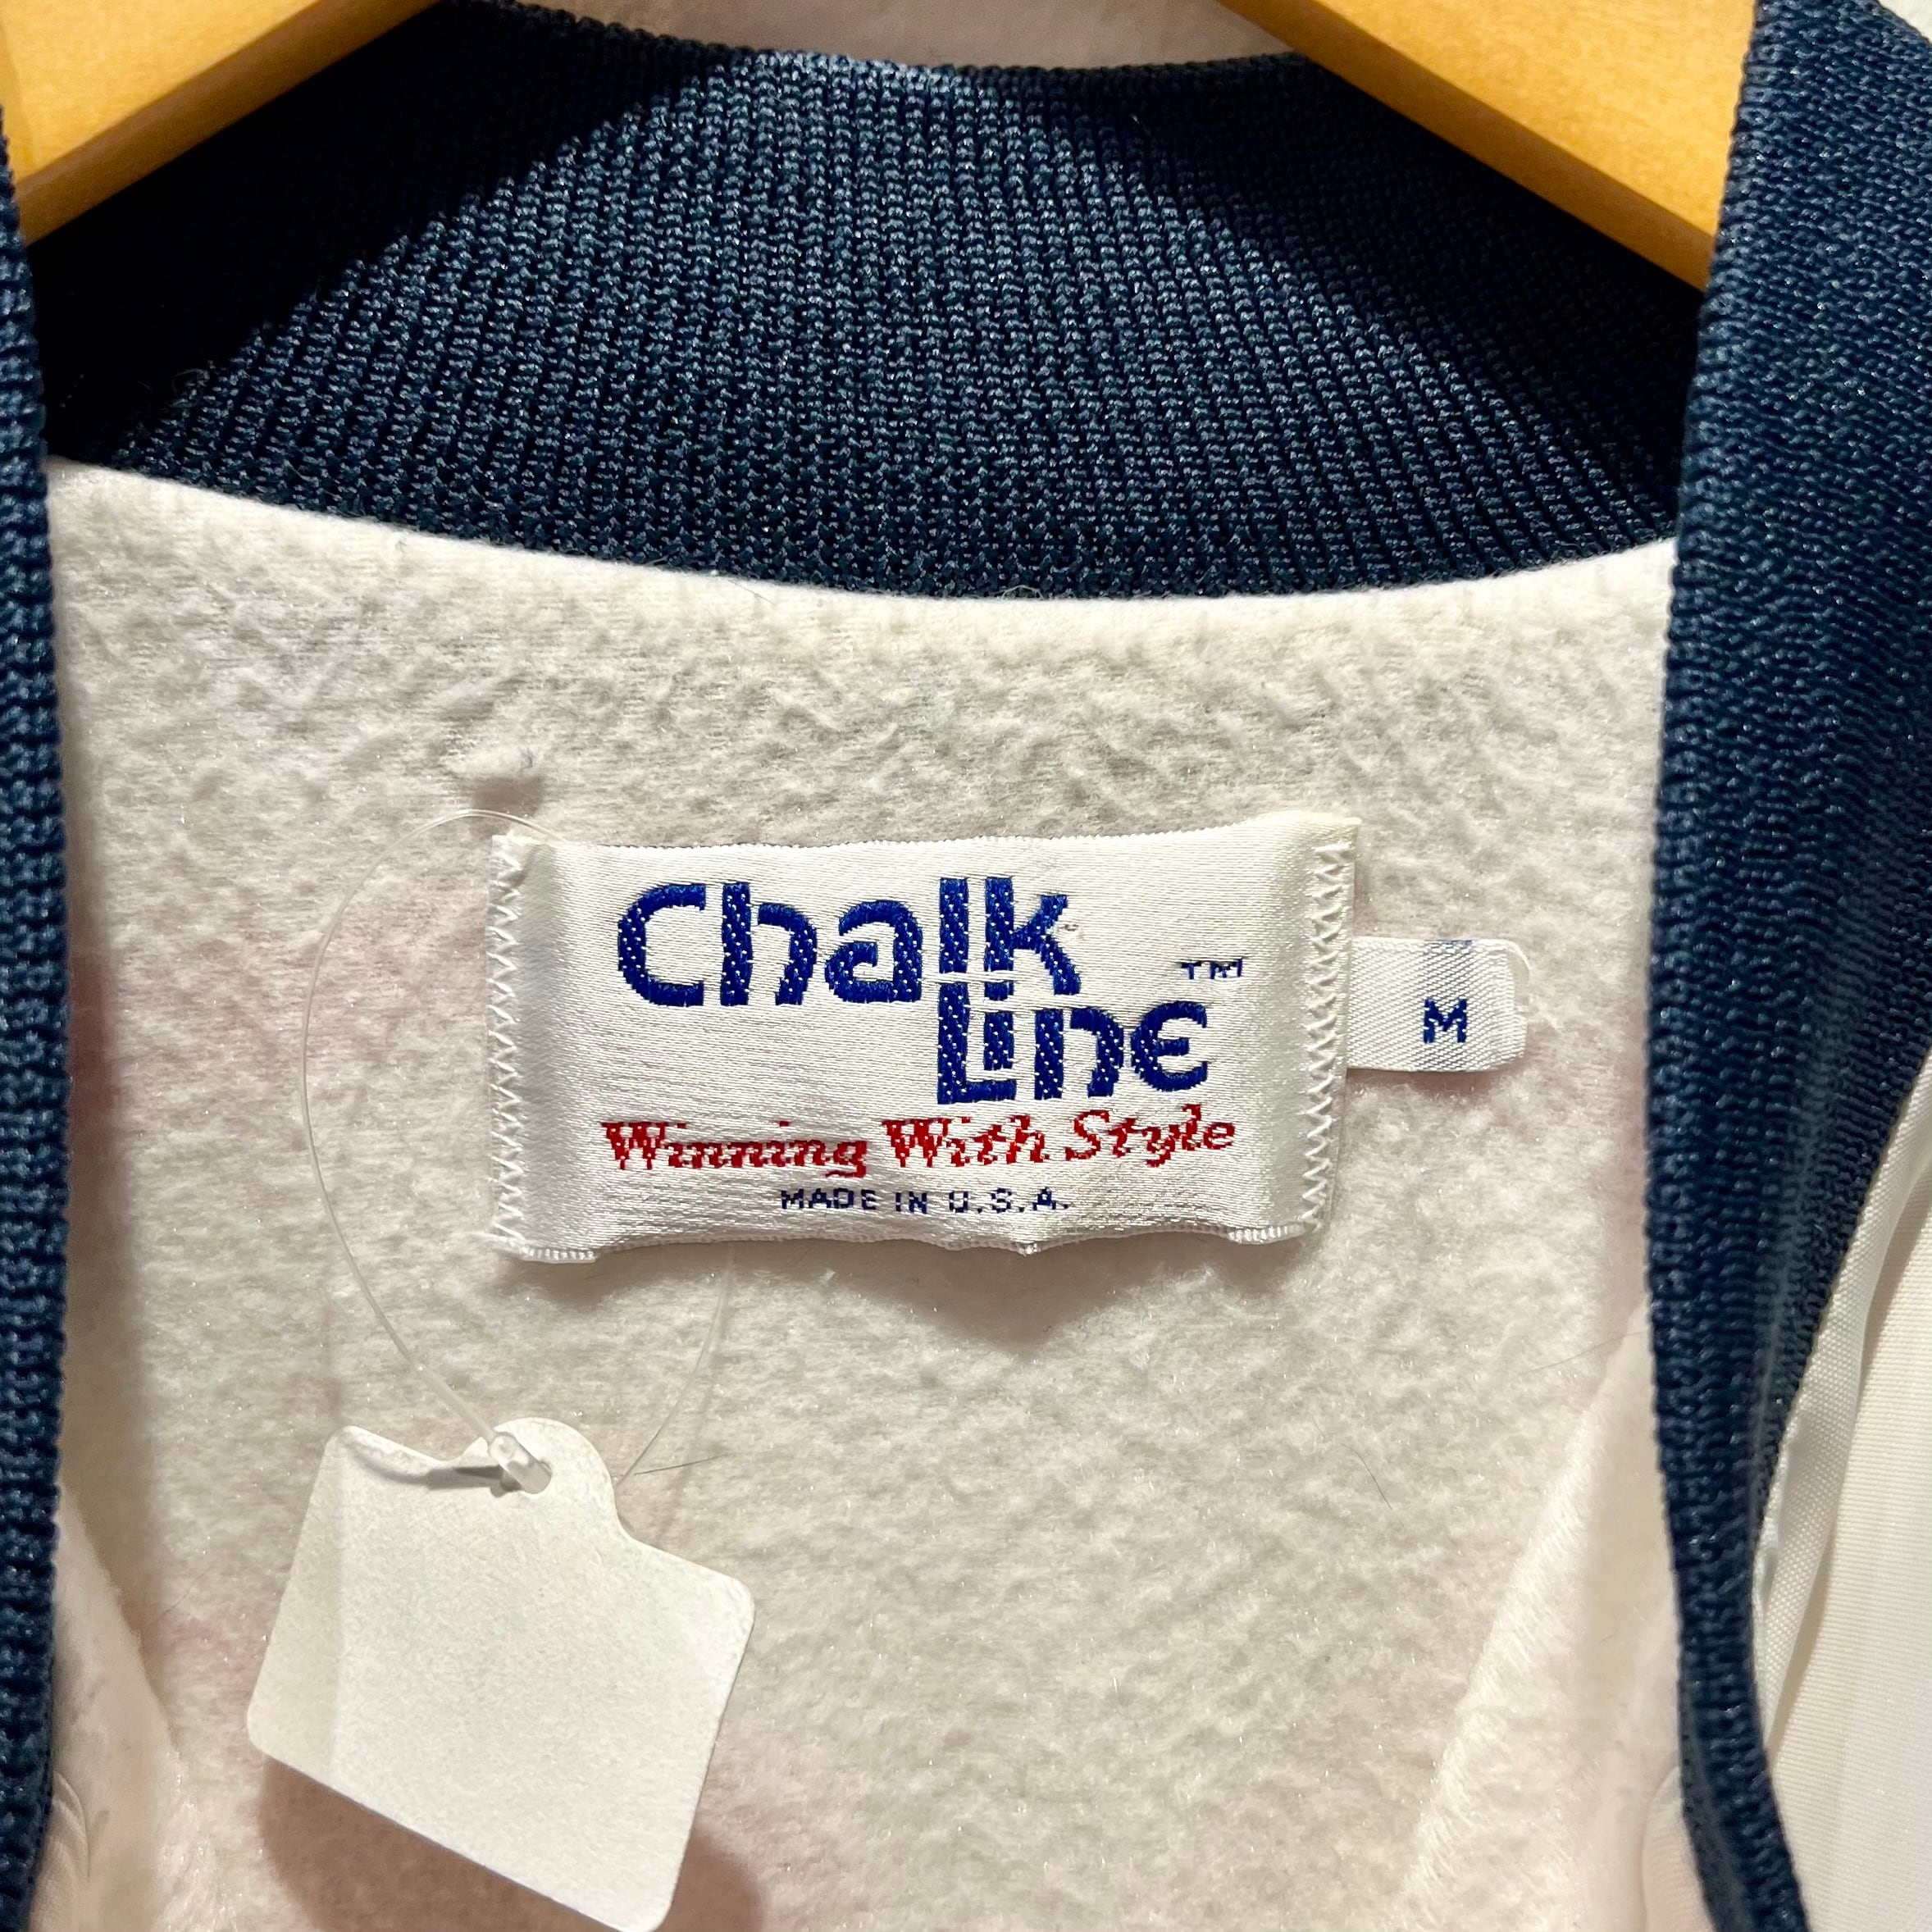 Chalk
Line ™
Winning With Style
MADE IN U.S.A.
M